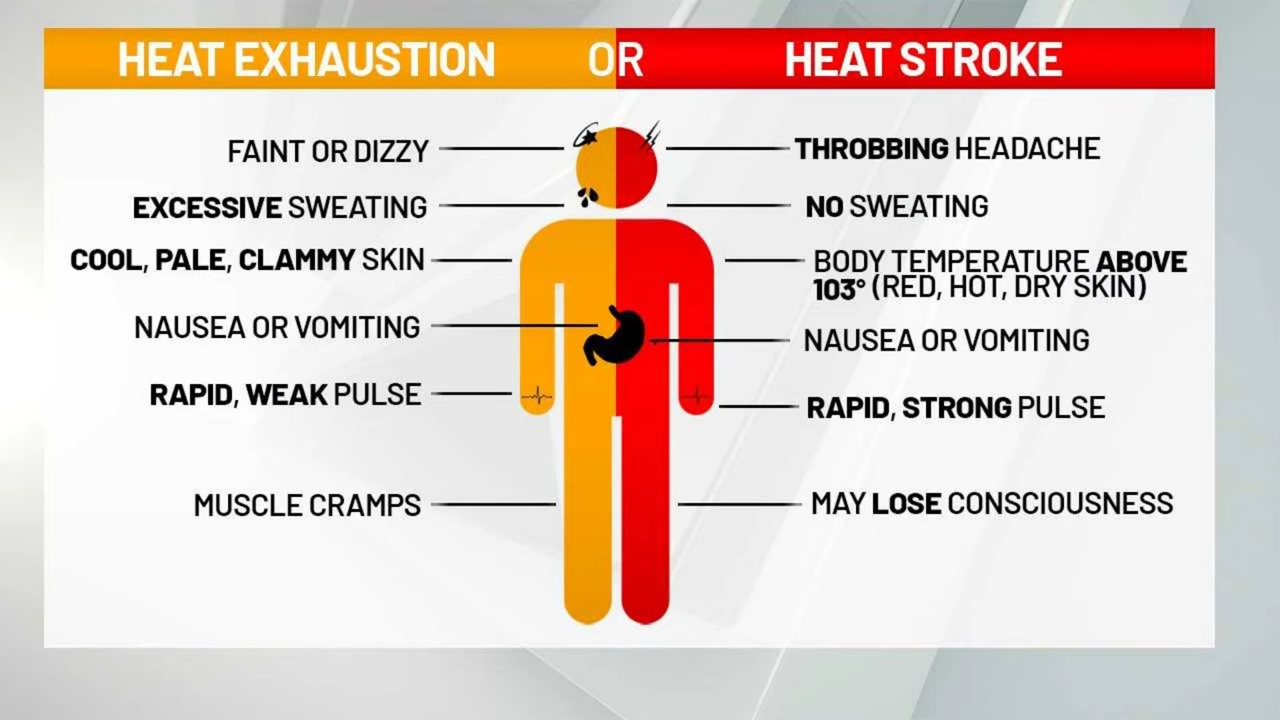 HEAT EXHAUSTION OR HEAT STROKE
FAINT OR DIZZY
EXCESSIVE SWEATING
COOL, PALE, CLAMMY SKIN
NAUSEA OR VOMITING
RAPID, WEAK PULSE
MUSCLE CRAMPS
THROBBING HEADACHE
NO SWEATING
BODY TEMPERATURE ABOVE
103° (RED, HOT, DRY SKIN)
NAUSEA OR VOMITING
RAPID, STRONG PULSE
MAY LOSE CONSCIOUSNESS